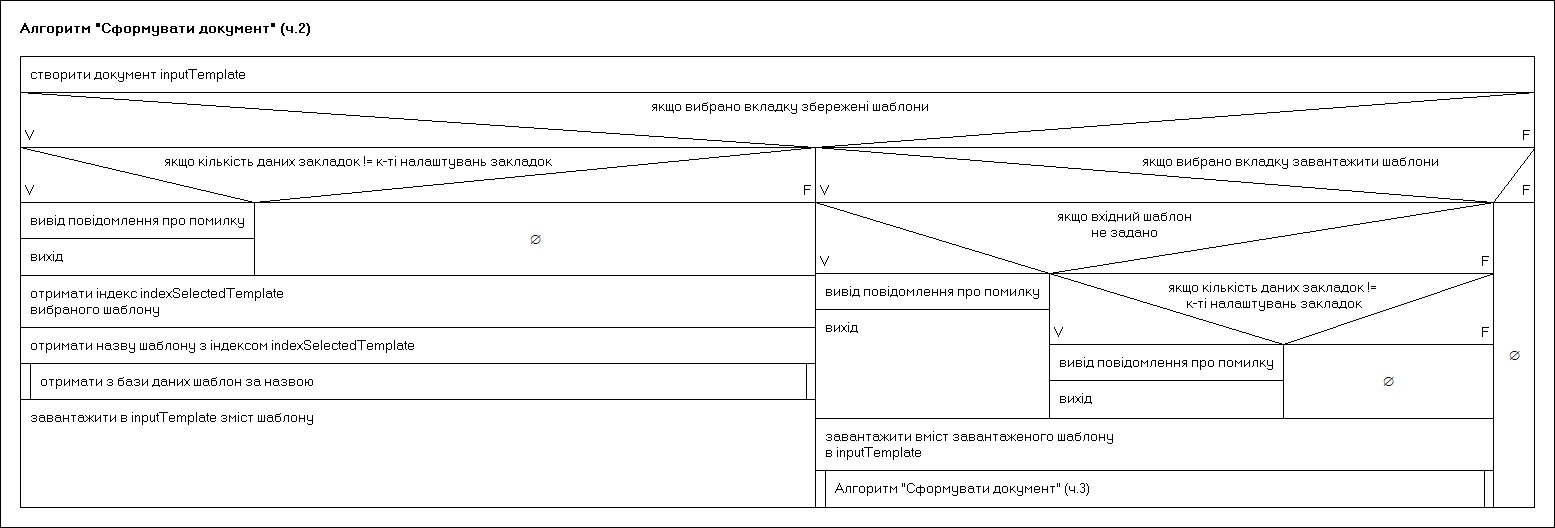 Алгоритм "Сформувати документ" (ч.2)
створити документ inputTemplate
якщо вибрано вкладку збережені шаблони
V
F
якщо кількість даних закладок != к-ті налаштувань закладок
V
F
вивід повідомлення про помилку
вихід
∅
отримати індекс indexSelectedTemplate
вибраного шаблону
отримати назву шаблону з індексом indexSelectedTemplate
отримати з бази даних шаблон за назвою
завантажити в inputTemplate зміст шаблону
якщо вибрано вкладку завантажити шаблони
V
F
якщо вхідний шаблон
не задано
V
F
вивід повідомлення про помилку
вихід
якщо кількість даних закладок !=
к-ті налаштувань закладок
V
F
вивід повідомлення про помилку
вихід
∅
∅
завантажити вміст завантаженого шаблону
в inputTemplate
Алгоритм "Сформувати документ" (ч.3)